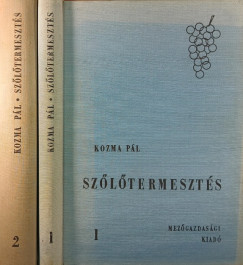 KOZMA PÁL • SZŐLŐTERMESZTÉS
2
KOZMA PÁL • SZŐLŐTERMESZTÉS
1
KOZMA PÁL
SZŐLŐTERMESZTÉS
I
MEZŐGAZDASÁGI
KIADÓ